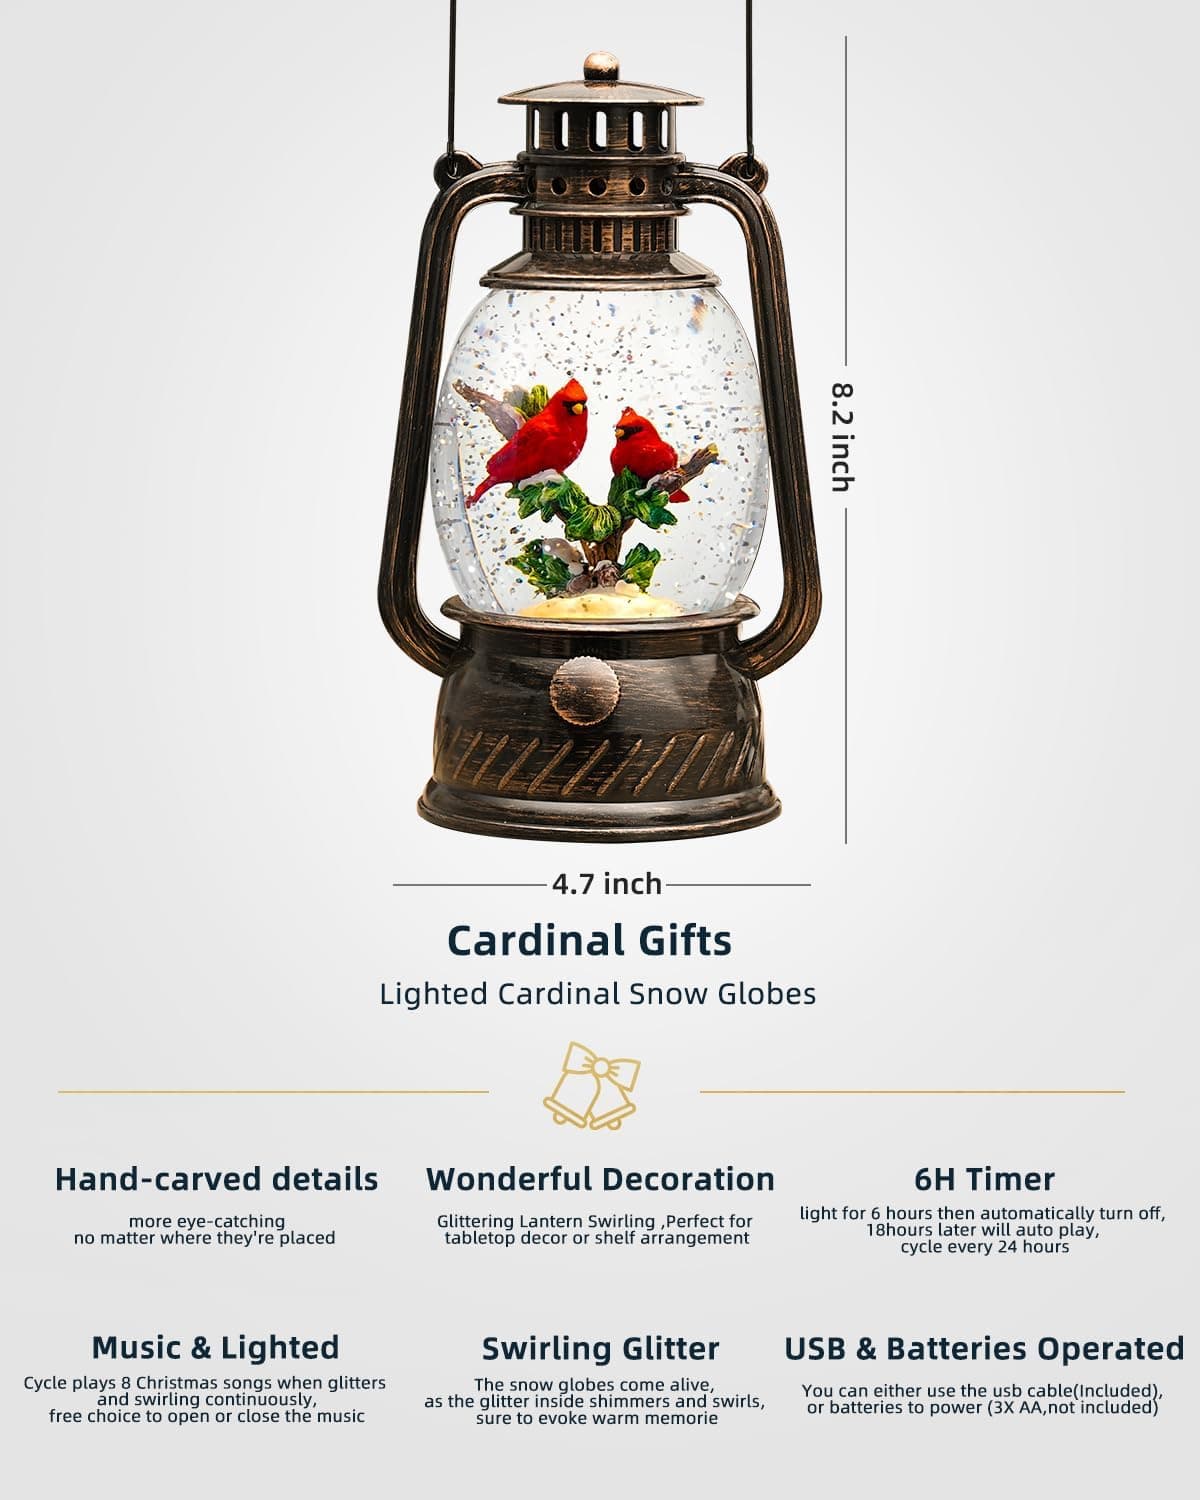 8.2 inch
4.7 inch
Cardinal Gifts
Lighted Cardinal Snow Globes
Hand-carved details
more eye-catching
no matter where they're placed
Wonderful Decoration
Glittering Lantern Swirling ,Perfect for
tabletop decor or shelf arrangement
6H Timer
light for 6 hours then automatically turn off,
18hours later will auto play,
cycle every 24 hours
Music & Lighted
Cycle plays 8 Christmas songs when glitters
and swirling continuously,
free choice to open or close the music
Swirling Glitter
The snow globes come alive,
as the glitter inside shimmers and swirls,
sure to evoke warm memorie
USB & Batteries Operated
You can either use the usb cable(Included),
or batteries to power (3X AA,not included)